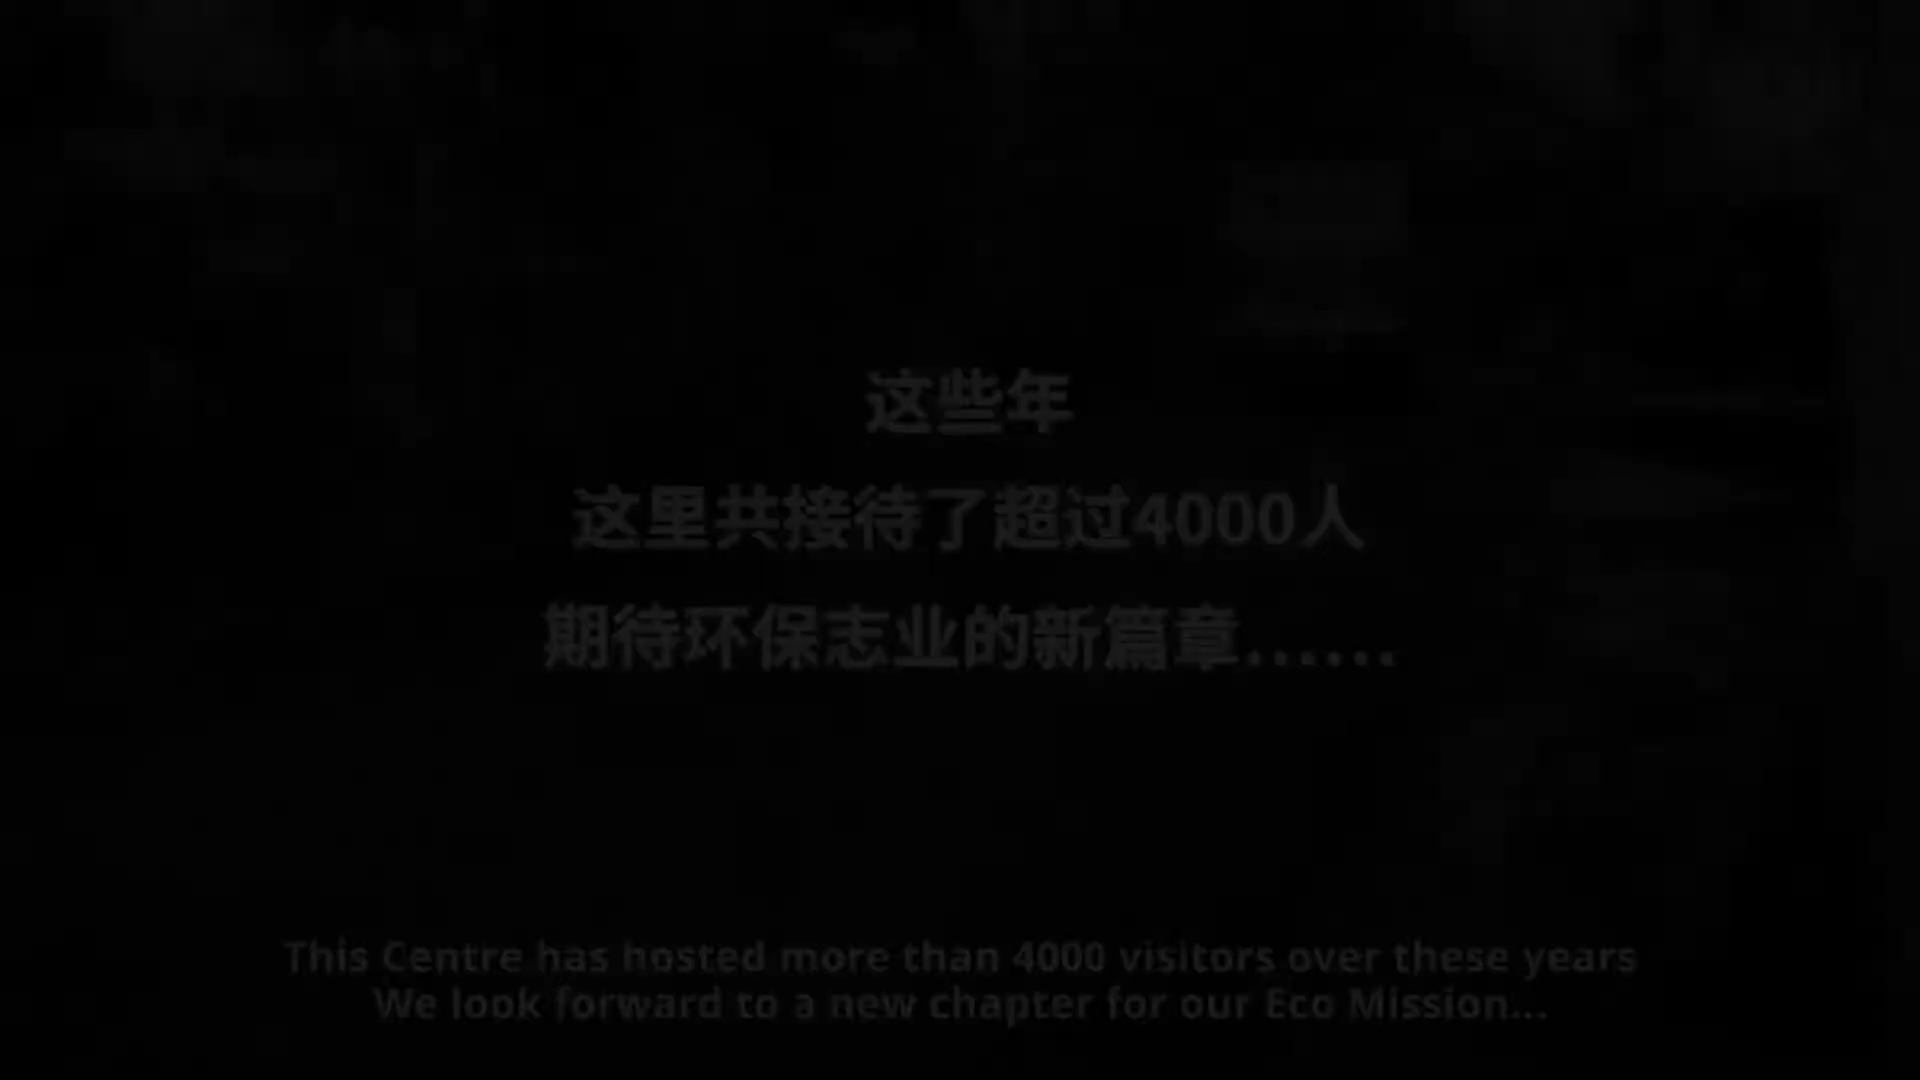 这些年
这里共接待了超过4000人
期待环保志业的新篇章......
This Centre has hosted more than 4000 visitors over these years
We look forward to a new chapter for our Eco Mission...